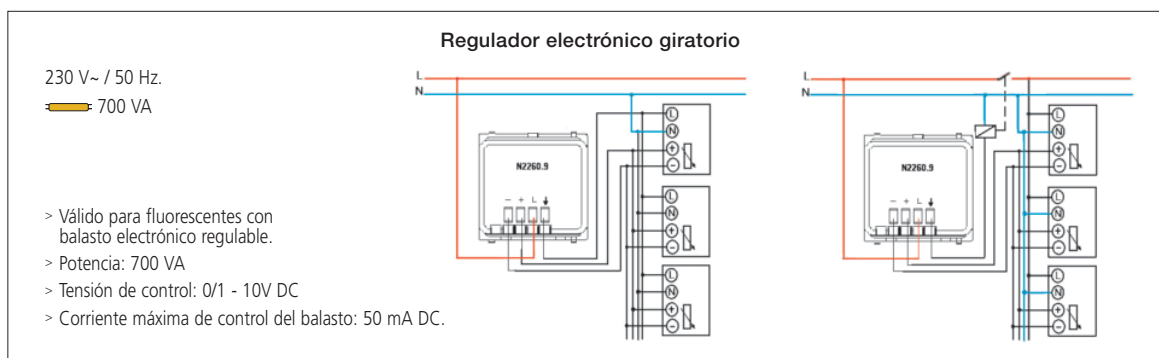 Regulador electrónico giratorio
230 V~ / 50 Hz.
700 VA
> Válido para fluorescentes con
balasto electrónico regulable.
> Potencia: 700 VA
> Tensión de control: 0/1 - 10V DC
> Corriente máxima de control del balasto: 50 mA DC.
L
N
N2260.9
− + L ↓
L
N
+
−
L
N
+
−
L
N
+
−
L
N
N2260.9
− + L ↓
L
N
+
−
L
N
+
−
L
N
+
−